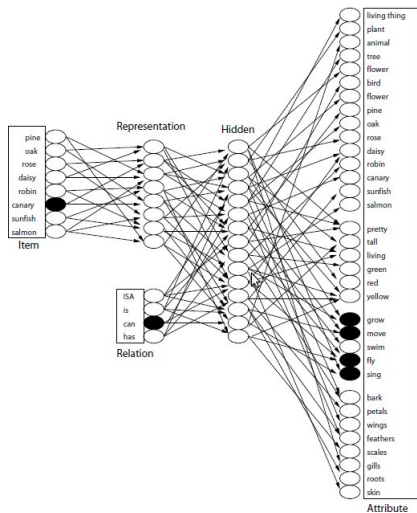 Item
pine
oak
rose
daisy
robin
canary
sunfish
salmon
Representation
Relation
ISA
is
can
has
Hidden
living thing
plant
animal
tree
flower
bird
flower
pine
oak
rose
daisy
robin
canary
sunfish
salmon
pretty
tall
living
green
red
yellow
grow
move
swim
fly
sing
bark
petals
wings
feathers
scales
gills
roots
skin
Attribute